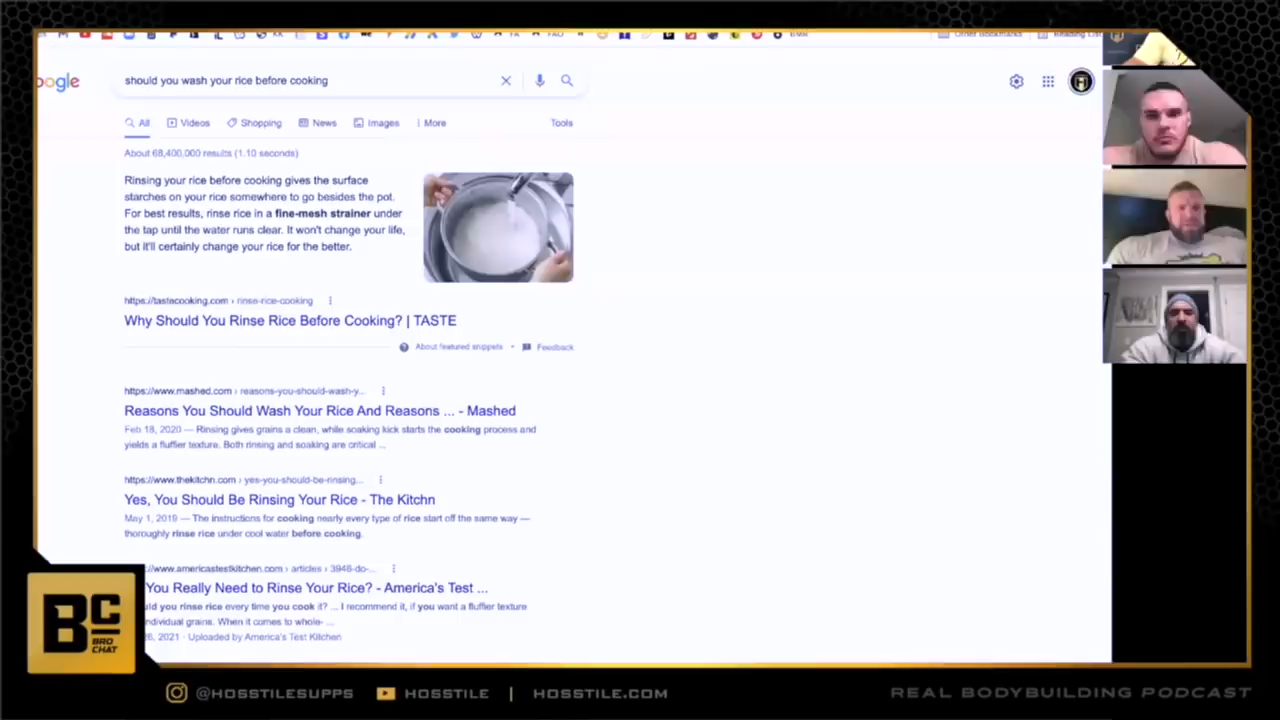 Other Bookmarks
Reading List
ogle
should you wash your rice before cooking
All
Videos
Shopping
News
Images
More
Tools
About 68,400,000 results (1.10 seconds)
Rinsing your rice before cooking gives the surface
starches on your rice somewhere to go besides the pot.
For best results, rinse rice in a fine-mesh strainer under
the tap until the water runs clear. It won't change your life,
but it'll certainly change your rice for the better.
https://tastecooking.com › rinse-rice-cooking
Why Should You Rinse Rice Before Cooking? | TASTE
About featured snippets • Feedback
https://www.mashed.com › reasons-you-should-wash-y...
Reasons You Should Wash Your Rice And Reasons ... - Mashed
Feb 18, 2020 — Rinsing gives grains a clean, while soaking kick starts the cooking process and
yields a fluffier texture. Both rinsing and soaking are critical ...
https://www.thekitchn.com › yes-you-should-be-rinsing...
Yes, You Should Be Rinsing Your Rice - The Kitchn
May 1, 2019 — The instructions for cooking nearly every type of rice start off the same way —
thoroughly rinse rice under cool water before cooking.
www.americastestkitchen.com › articles › 3948-do-...
You Really Need to Rinse Your Rice? - America's Test ...
uld you rinse rice every time you cook it? ... I recommend it, if you want a fluffier texture
ndividual grains. When it comes to whole- ...
26, 2021 · Uploaded by America's Test Kitchen
BC
BRO
CHAT
@HOSSTILESUPPS
HOSSTILE | HOSSTILE.COM
REAL BODYBUILDING PODCAST